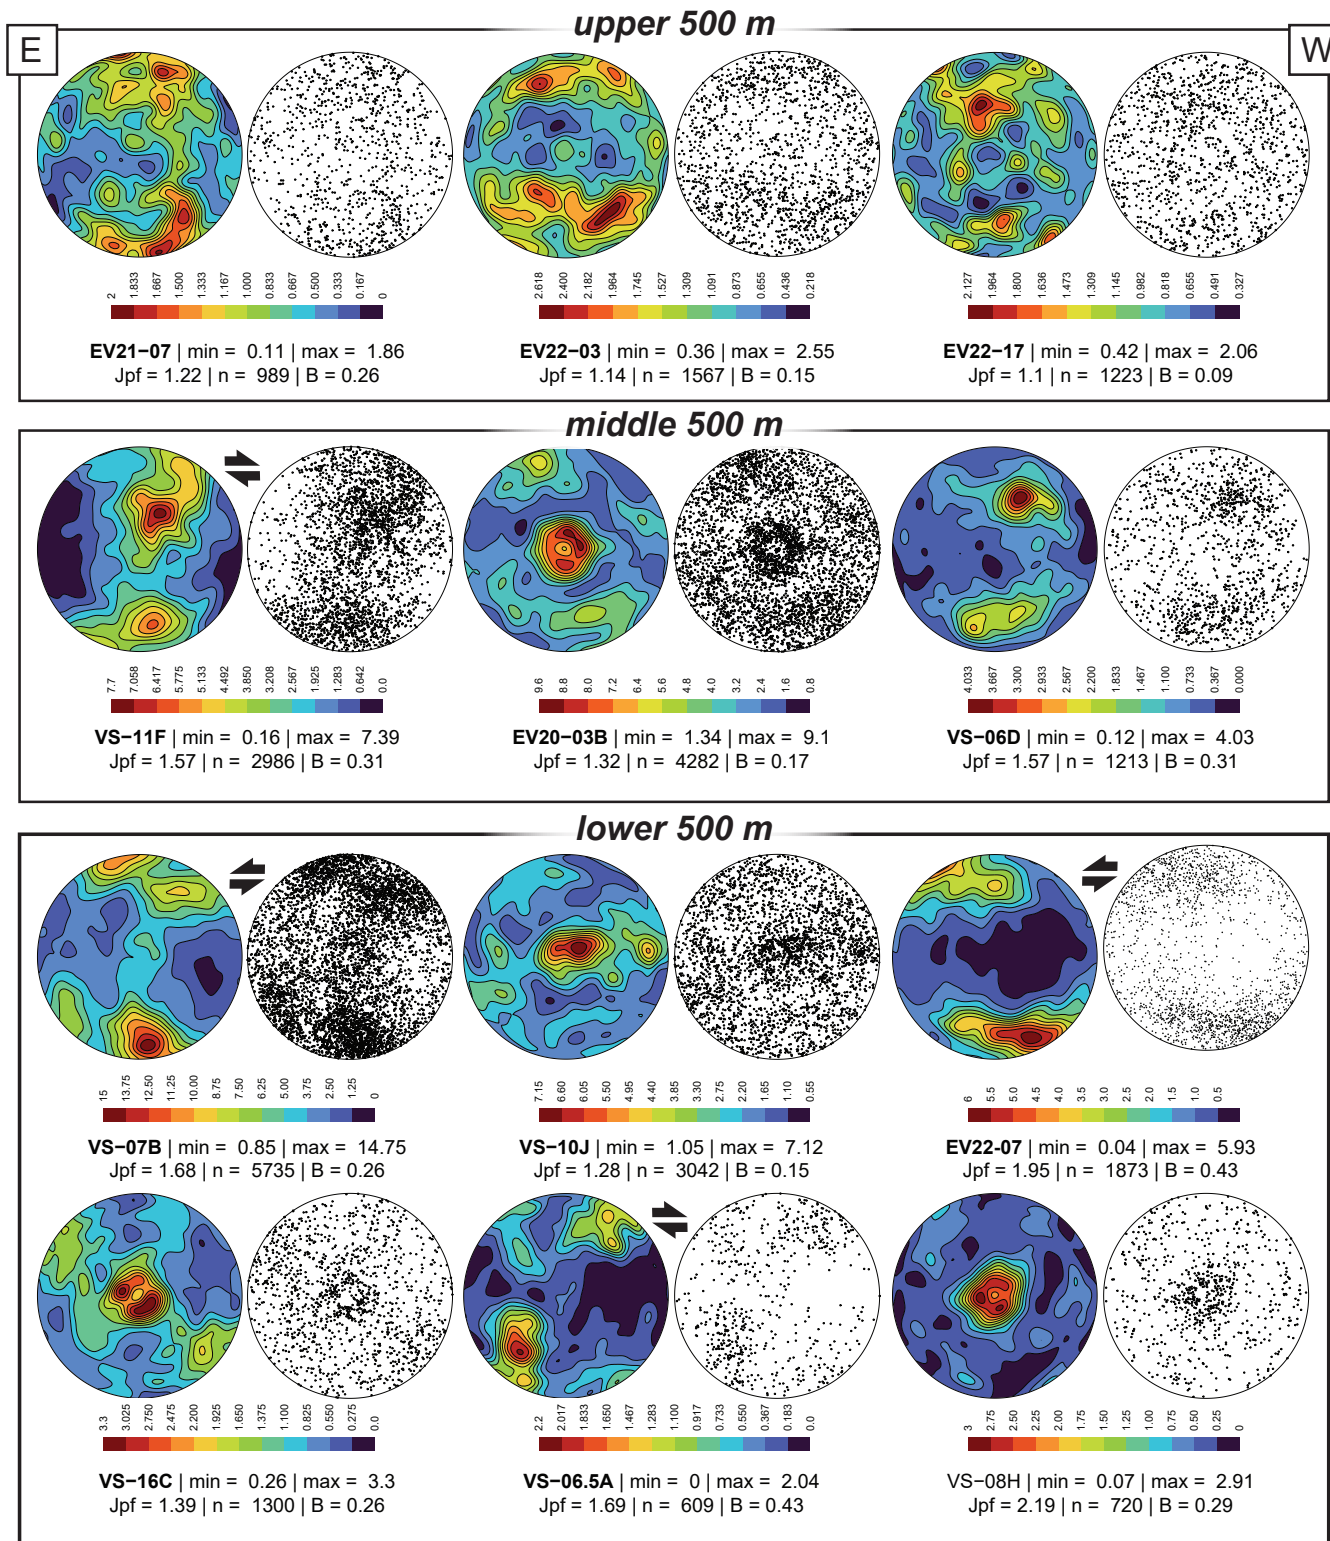 upper 500 m
E
W
2 1.833 1.667 1.500 1.333 1.167 1.000 0.833 0.667 0.500 0.333 0.167 0
2.618 2.400 2.182 1.964 1.745 1.527 1.309 1.091 0.873 0.655 0.436 0.218
2.127 1.964 1.800 1.636 1.473 1.309 1.145 0.982 0.818 0.655 0.491 0.327
EV21−07 | min = 0.11 | max = 1.86
Jpf = 1.22 | n = 989 | B = 0.26
EV22−03 | min = 0.36 | max = 2.55
Jpf = 1.14 | n = 1567 | B = 0.15
EV22−17 | min = 0.42 | max = 2.06
Jpf = 1.1 | n = 1223 | B = 0.09
middle 500 m
7.7 7.058 6.417 5.775 5.133 4.492 3.850 3.208 2.567 1.925 1.283 0.642 0.0
9.6 8.8 8.0 7.2 6.4 5.6 4.8 4.0 3.2 2.4 1.6 0.8
4.033 3.667 3.300 2.933 2.567 2.200 1.833 1.467 1.100 0.733 0.367 0.000
VS−11F | min = 0.16 | max = 7.39
Jpf = 1.57 | n = 2986 | B = 0.31
EV20−03B | min = 1.34 | max = 9.1
Jpf = 1.32 | n = 4282 | B = 0.17
VS−06D | min = 0.12 | max = 4.03
Jpf = 1.57 | n = 1213 | B = 0.31
lower 500 m
15 13.75 12.50 11.25 10.00 8.75 7.50 6.25 5.00 3.75 2.50 1.25 0
7.15 6.60 6.05 5.50 4.95 4.40 3.85 3.30 2.75 2.20 1.65 1.10 0.55
6 5.5 5.0 4.5 4.0 3.5 3.0 2.5 2.0 1.5 1.0 0.5
VS−07B | min = 0.85 | max = 14.75
Jpf = 1.68 | n = 5735 | B = 0.26
VS−10J | min = 1.05 | max = 7.12
Jpf = 1.28 | n = 3042 | B = 0.15
EV22-07 | min = 0.04 | max = 5.93
Jpf = 1.95 | n = 1873 | B = 0.43
3.3 3.025 2.750 2.475 2.200 1.925 1.650 1.375 1.100 0.825 0.550 0.275 0.0
2.2 2.017 1.833 1.650 1.467 1.283 1.100 0.917 0.733 0.550 0.367 0.183 0.0
3 2.75 2.50 2.25 2.00 1.75 1.50 1.25 1.00 0.75 0.50 0.25 0
VS−16C | min = 0.26 | max = 3.3
Jpf = 1.39 | n = 1300 | B = 0.26
VS−06.5A | min = 0 | max = 2.04
Jpf = 1.69 | n = 609 | B = 0.43
VS−08H | min = 0.07 | max = 2.91
Jpf = 2.19 | n = 720 | B = 0.29